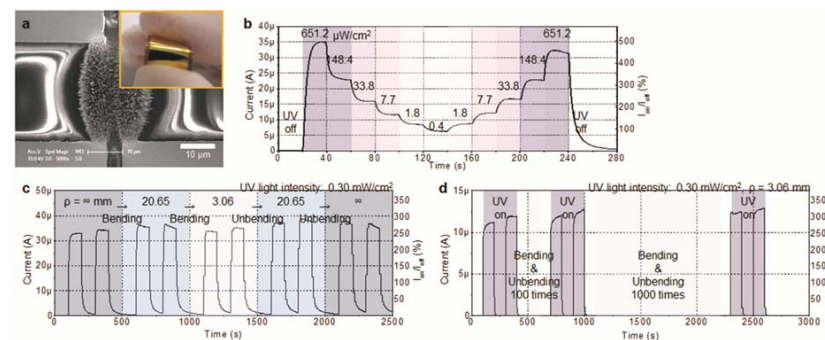 a
10 μm
b
651.2 μW/cm²
148.4
33.8
7.7
1.8
0.4
1.8
7.7
33.8
148.4
651.2
UV
off
UV
off
Current (A)
40μ
35μ
30μ
25μ
20μ
15μ
10μ
5μ
0
500
400
300
200
100
Ion/Ioff (%)
0 40 80 120 160 200 240 280
Time (s)
c
UV light intensity: 0.30 mW/cm²
ρ = ∞ mm → 20.65 → 3.06 → 20.65 → ∞
Bending Bending Unbending Unbending
Current (A)
50μ
40μ
30μ
20μ
10μ
0
350
300
250
200
150
100
50
Ion/Ioff (%)
0 500 1000 1500 2000 2500
Time (s)
d
UV light intensity: 0.30 mW/cm², ρ = 3.06 mm
UV
on
UV
on
UV
on
Bending
&
Unbending
100 times
Bending
&
Unbending
1000 times
Current (A)
15μ
10μ
5μ
0
300
250
200
150
100
50
Ion/Ioff (%)
0 500 1000 1500 2000 2500 3000
Time (s)